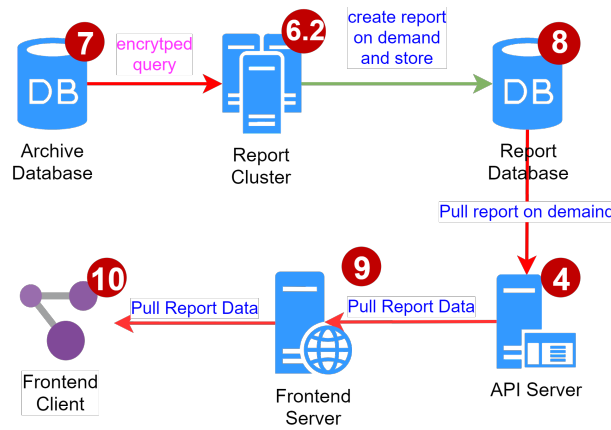 7
encrytped
query
6.2
create report
on demand
and store
8
DB
DB
Archive
Database
Report
Cluster
Report
Database
Pull report on demaind
10
9
4
Pull Report Data
Pull Report Data
Frontend
Client
Frontend
Server
API Server